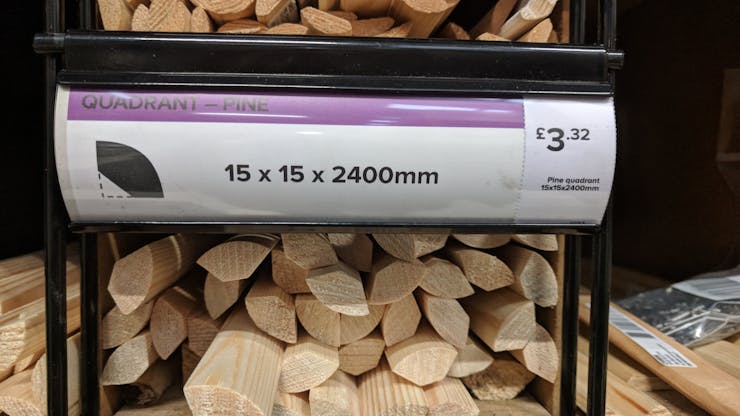 QUADRANT – PINE
15 x 15 x 2400mm
£3.32
Pine quadrant
15x15x2400mm